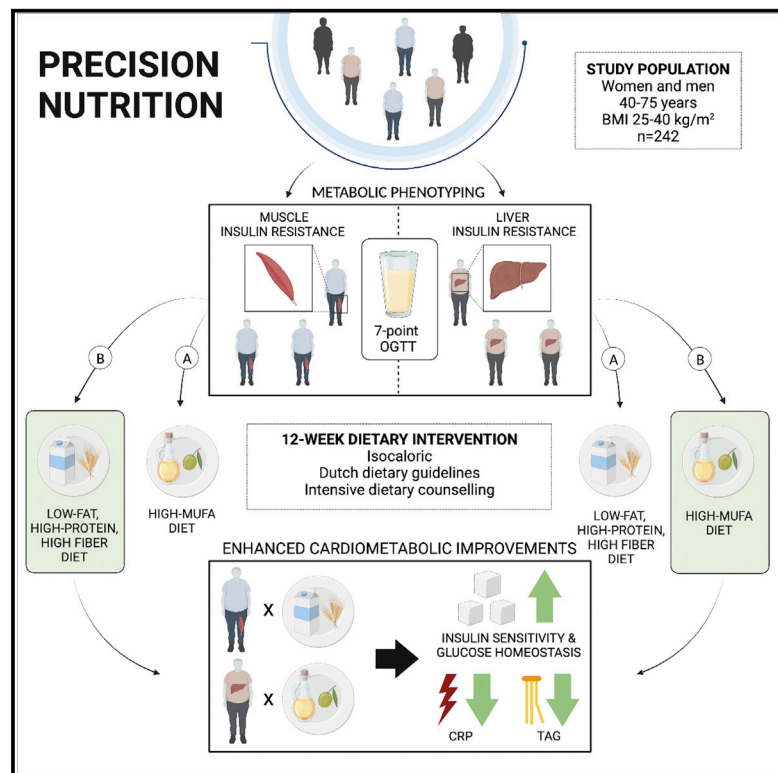 PRECISION
NUTRITION
STUDY POPULATION
Women and men
40-75 years
BMI 25-40 kg/m²
n=242
METABOLIC PHENOTYPING
MUSCLE
INSULIN RESISTANCE
LIVER
INSULIN RESISTANCE
7-point
OGTT
B
A
A
B
12-WEEK DIETARY INTERVENTION
Isocaloric
Dutch dietary guidelines
Intensive dietary counselling
LOW-FAT,
HIGH-PROTEIN,
HIGH FIBER
DIET
HIGH-MUFA
DIET
LOW-FAT,
HIGH-PROTEIN,
HIGH FIBER
DIET
HIGH-MUFA
DIET
ENHANCED CARDIOMETABOLIC IMPROVEMENTS
X
X
INSULIN SENSITIVITY &
GLUCOSE HOMEOSTASIS
CRP
TAG